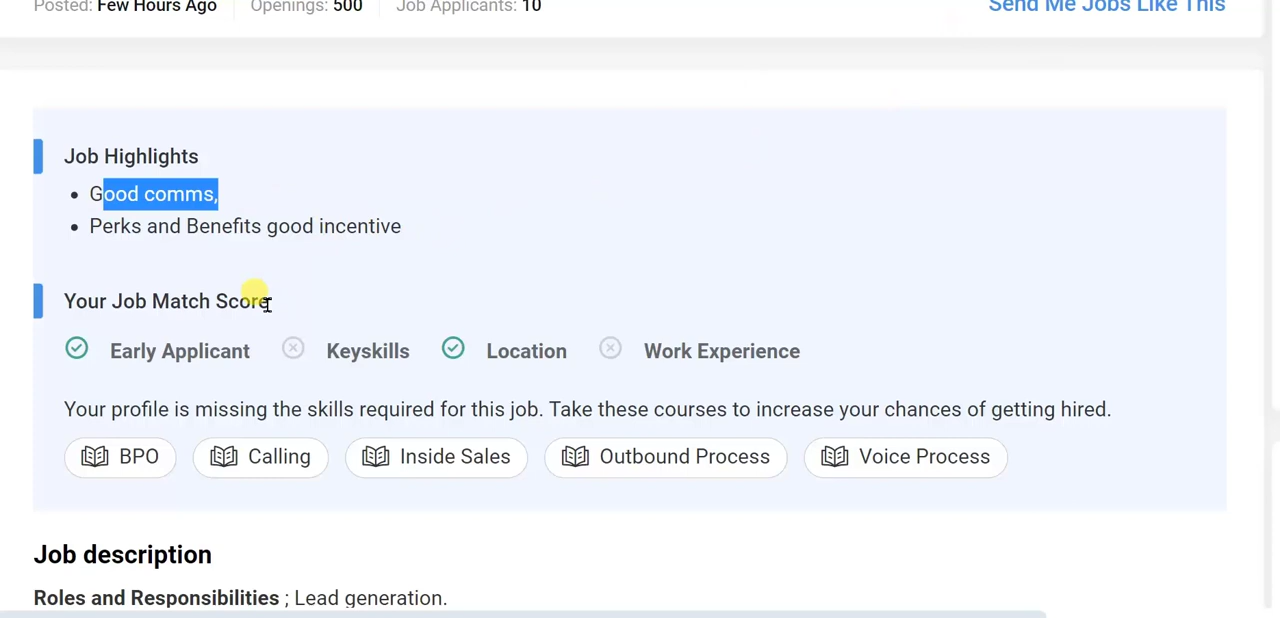 Posted: Few Hours Ago Openings: 500 Job Applicants: 10 Send Me Jobs Like This
Job Highlights
Good comms,
Perks and Benefits good incentive
Your Job Match Score
Early Applicant Keyskills Location Work Experience
Your profile is missing the skills required for this job. Take these courses to increase your chances of getting hired.
BPO Calling Inside Sales Outbound Process Voice Process
Job description
Roles and Responsibilities ; Lead generation.